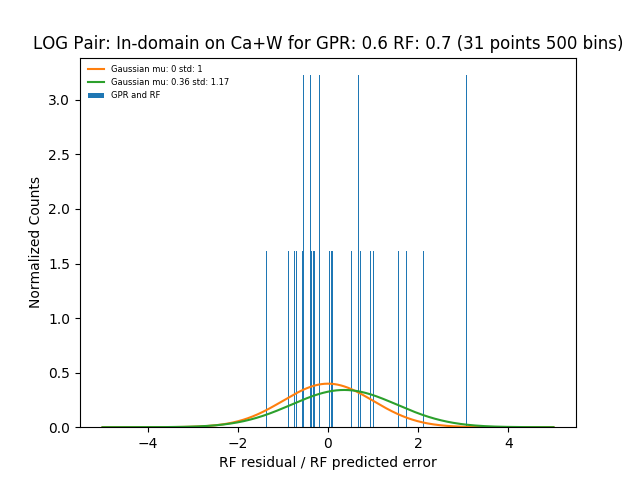 LOG Pair: In-domain on Ca+W for GPR: 0.6 RF: 0.7 (31 points 500 bins)
Gaussian mu: 0 std: 1
Gaussian mu: 0.36 std: 1.17
GPR and RF
3.0
2.5
2.0
1.5
1.0
0.5
0.0
Normalized Counts
−4 −2 0 2 4
RF residual / RF predicted error